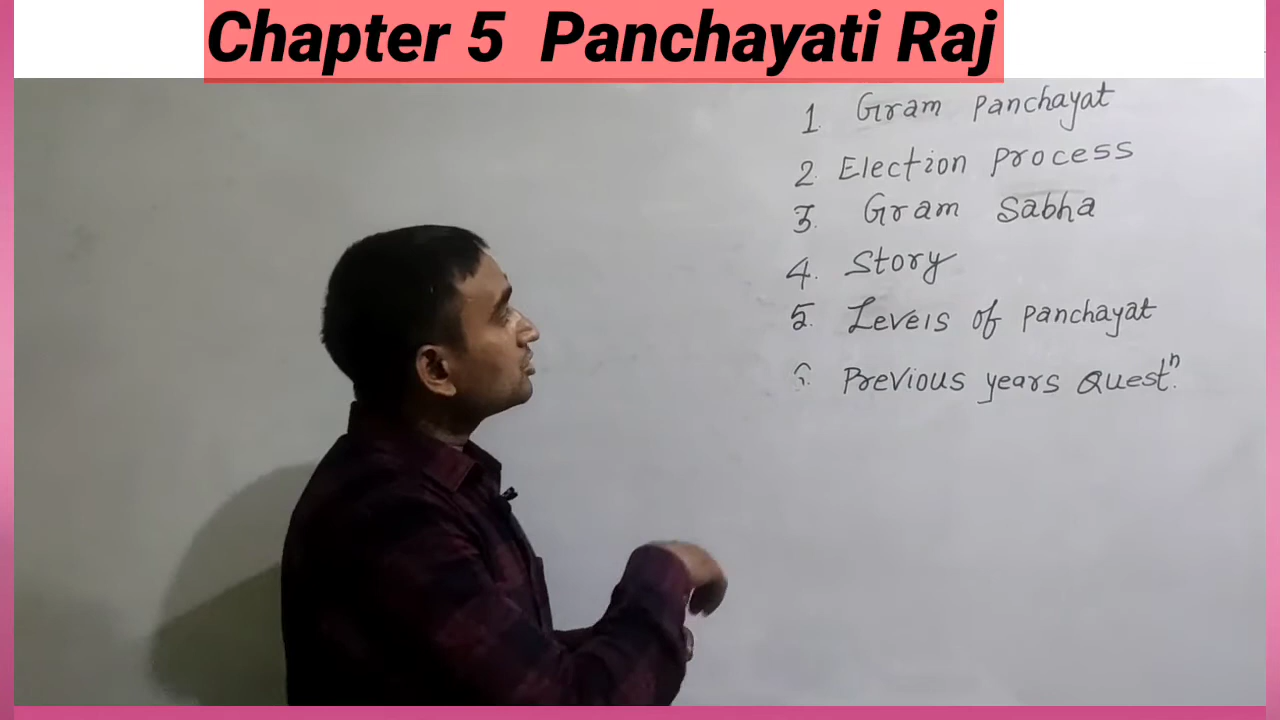 Chapter 5 Panchayati Raj
1. Gram Panchayat
2. Election Process
3. Gram Sabha
4. Story
5. Levels of Panchayat
6. Previous years Questⁿ.